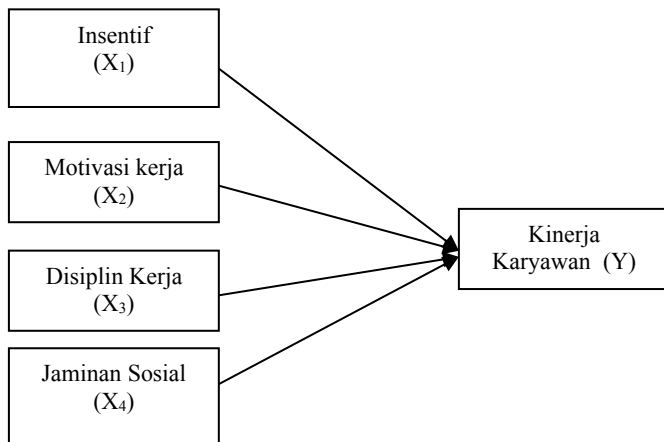 Insentif
(X₁)
Motivasi kerja
(X₂)
Disiplin Kerja
(X₃)
Jaminan Sosial
(X₄)
Kinerja
Karyawan (Y)